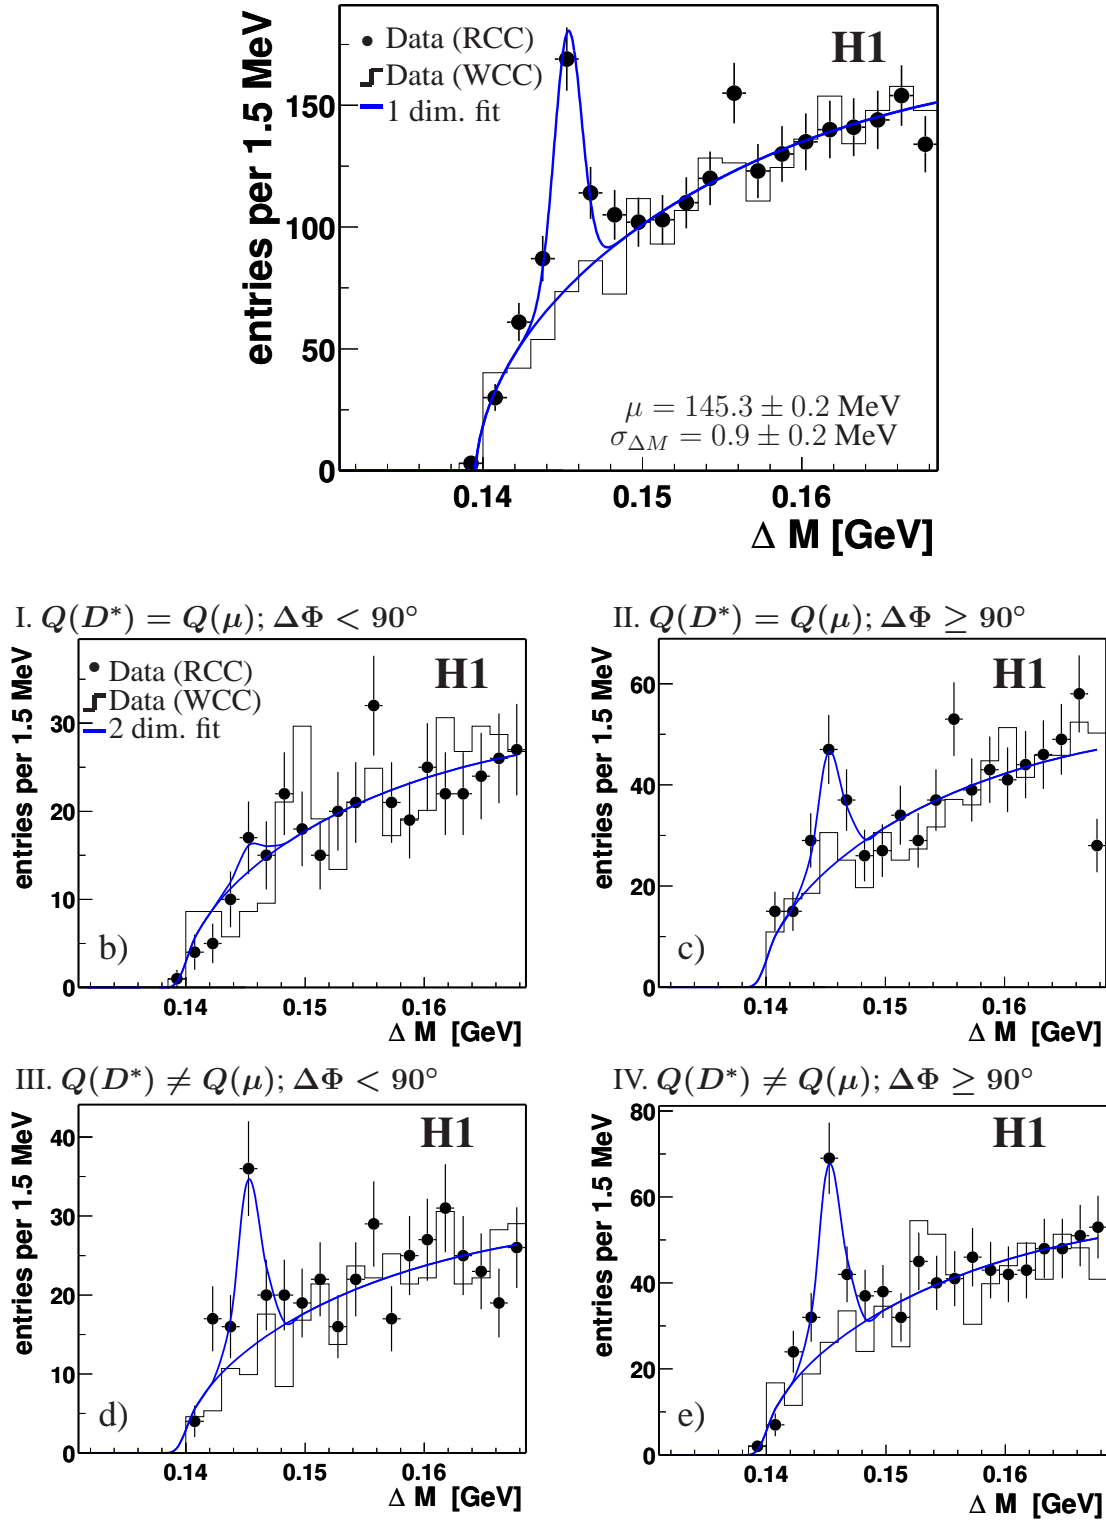 Data (RCC)
Data (WCC)
1 dim. fit
H1
entries per 1.5 MeV
150
100
50
0
μ = 145.3 ± 0.2 MeV
σΔM = 0.9 ± 0.2 MeV
0.14 0.15 0.16
Δ M [GeV]
I. Q(D*) = Q(μ); ΔΦ < 90°
Data (RCC)
Data (WCC)
2 dim. fit
H1
entries per 1.5 MeV
30
20
10
0
b)
0.14 0.15 0.16
Δ M [GeV]
II. Q(D*) = Q(μ); ΔΦ ≥ 90°
H1
entries per 1.5 MeV
60
40
20
0
c)
0.14 0.15 0.16
Δ M [GeV]
III. Q(D*) ≠ Q(μ); ΔΦ < 90°
H1
entries per 1.5 MeV
40
30
20
10
0
d)
0.14 0.15 0.16
Δ M [GeV]
IV. Q(D*) ≠ Q(μ); ΔΦ ≥ 90°
H1
entries per 1.5 MeV
80
60
40
20
0
e)
0.14 0.15 0.16
Δ M [GeV]